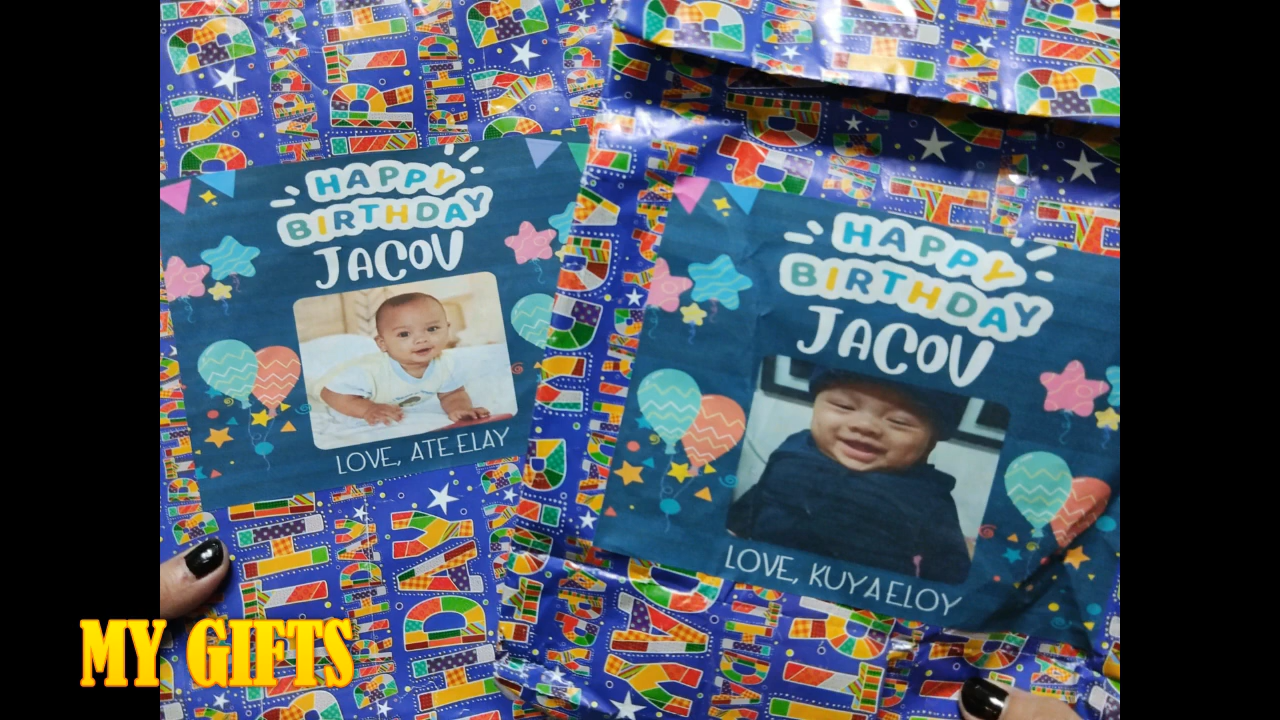 HAPPY
BIRTHDAY
JACOV
LOVE, ATE ELAY
HAPPY
BIRTHDAY
JACOV
LOVE, KUYA ELOY
MY GIFTS